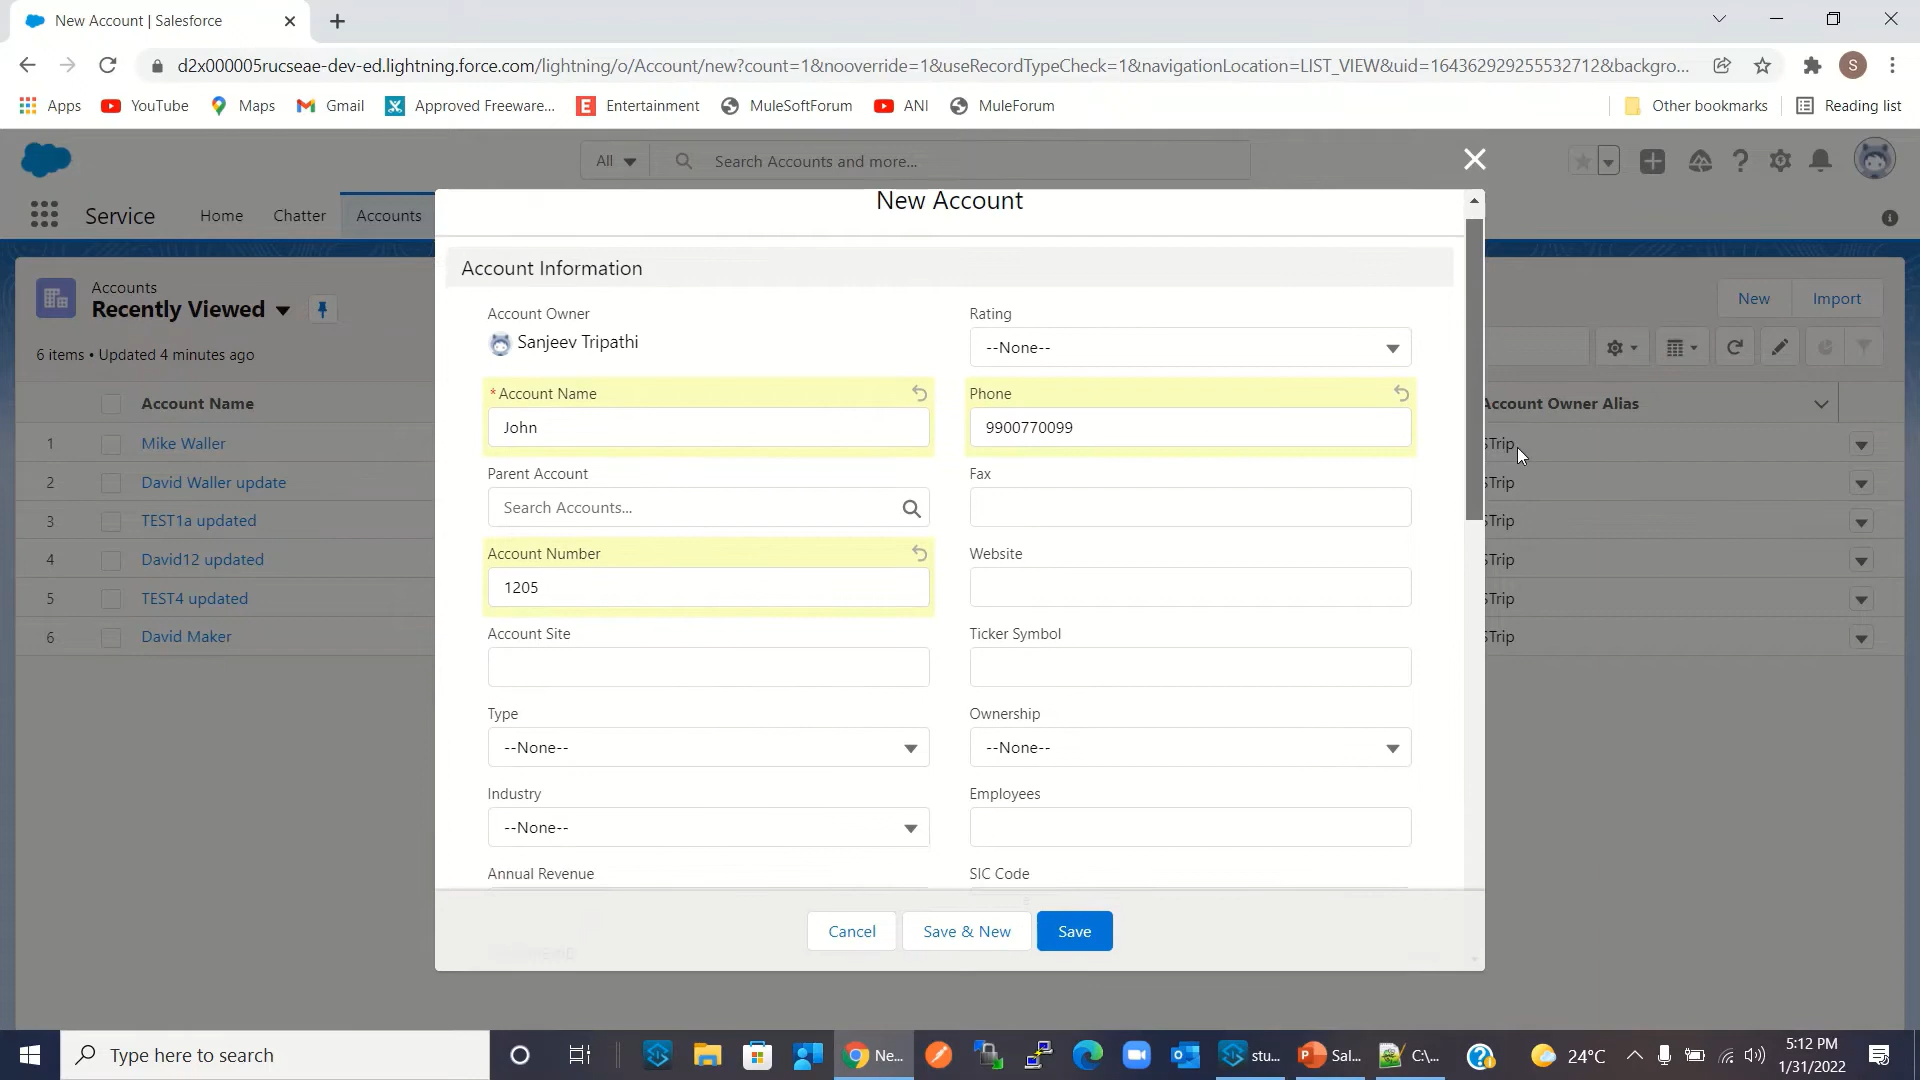 New Account | Salesforce
d2x000005rucseae-dev-ed.lightning.force.com/lightning/o/Account/new?count=1&nooverride=1&useRecordTypeCheck=1&navigationLocation=LIST_VIEW&uid=164362929255532712&backgro...
S
Apps
YouTube
Maps
Gmail
Approved Freeware...
Entertainment
MuleSoftForum
ANI
MuleForum
Other bookmarks
Reading list
All
Search Accounts and more...
Service
Home
Chatter
Accounts
New Account
Accounts
Recently Viewed
6 items • Updated 4 minutes ago
New
Import
Account Name
Account Owner Alias
1 Mike Waller STrip
2 David Waller update STrip
3 TEST1a updated STrip
4 David12 updated STrip
5 TEST4 updated STrip
6 David Maker STrip
Account Information
Account Owner
Sanjeev Tripathi
Rating
--None--
*Account Name
John
Phone
9900770099
Parent Account
Search Accounts...
Fax
Account Number
1205
Website
Account Site
Ticker Symbol
Type
--None--
Ownership
--None--
Industry
--None--
Employees
Annual Revenue
SIC Code
Cancel
Save & New
Save
Type here to search
Ne...
stu...
Sal...
C:\...
24°C
5:12 PM
1/31/2022